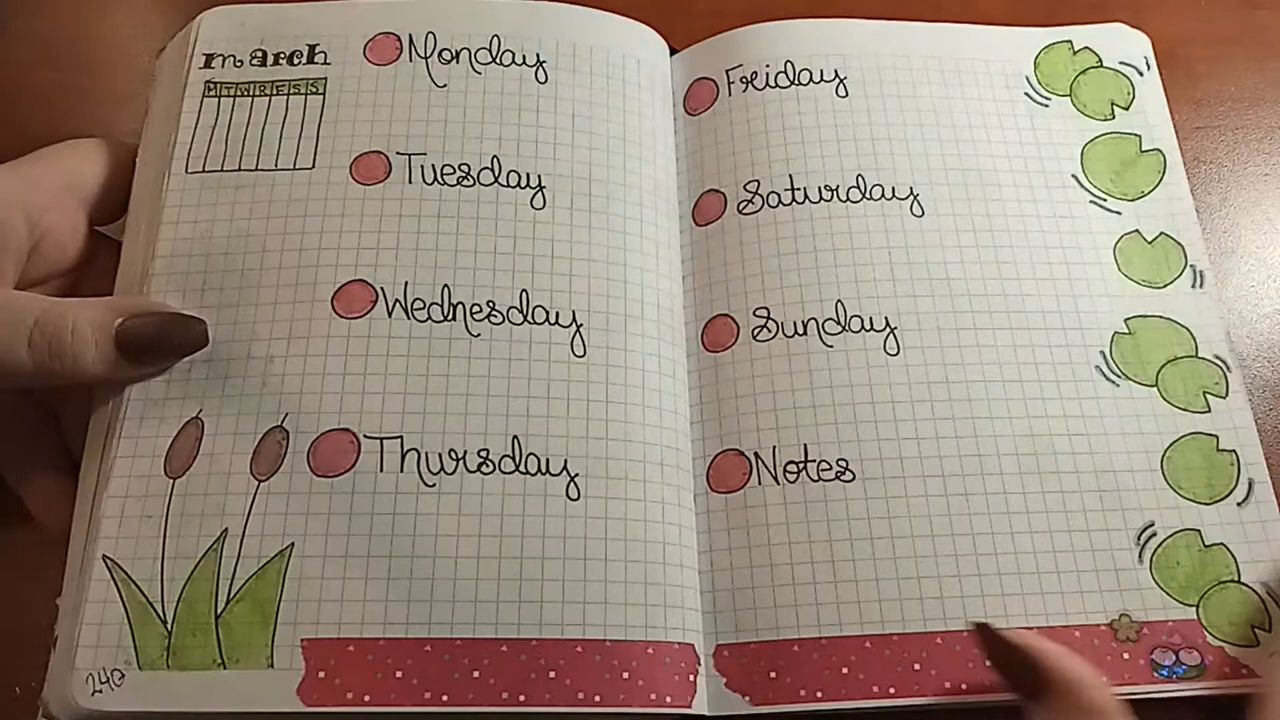 march
M T W R F S S
Monday
Tuesday
Wednesday
Thursday
240
Friday
Saturday
Sunday
Notes